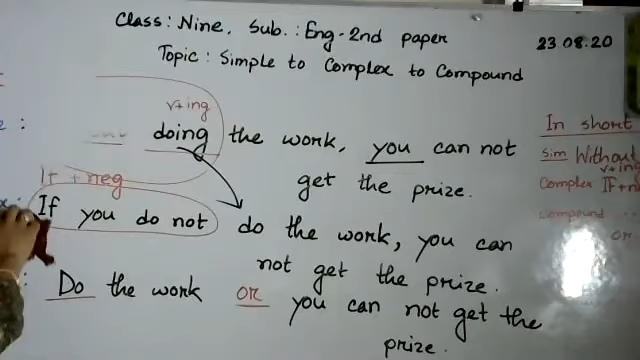 Class: Nine, Sub.: Eng-2nd paper
23.08.20
Topic: Simple to Complex to Compound
v+ing
doing the work, you can not
get the prize.
If + neg
If you do not do the work, you can
not get the prize.
Do the work or you can not get the
prize.
In short
Sim Without
v+ing
Complex If+n
Compound ..
or